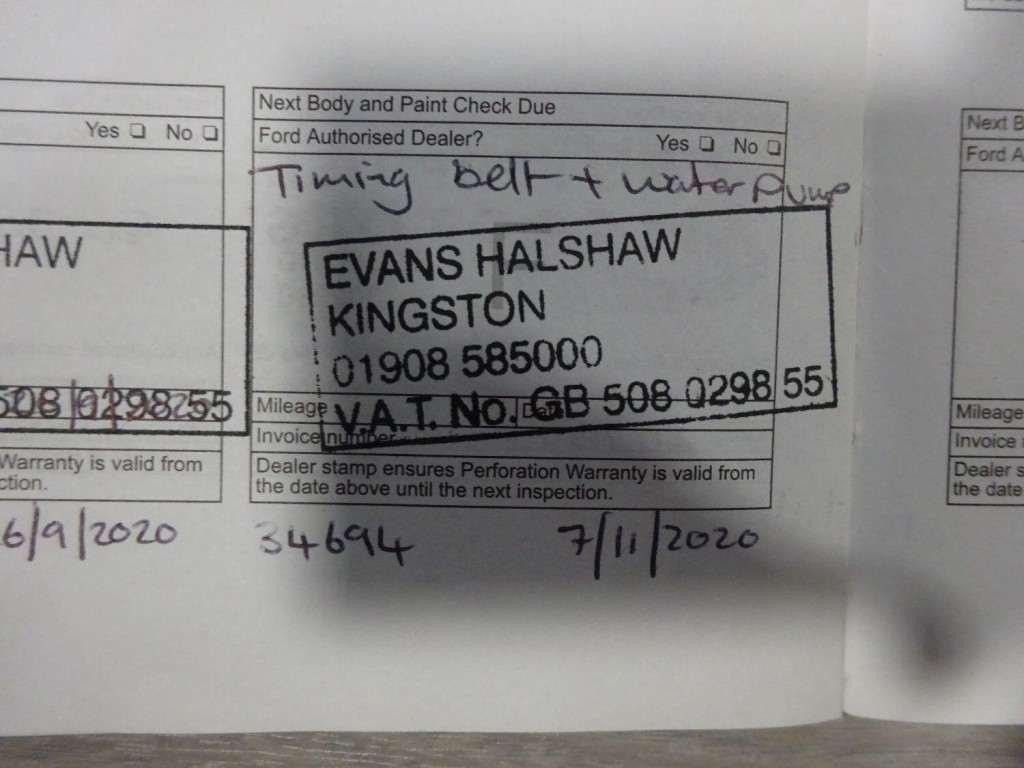 Yes ❑ No ❑
HAW
508 0298 55
Warranty is valid from
ction.
6/9/2020
Next Body and Paint Check Due
Ford Authorised Dealer? Yes ❑ No ❑
Timing belt + water pump
EVANS HALSHAW
KINGSTON
01908 585000
V.A.T. No. GB 508 0298 55
Mileage Date
Invoice number
Dealer stamp ensures Perforation Warranty is valid from
the date above until the next inspection.
34694 7/11/2020
Next B
Ford A
Mileage
Invoice
Dealer s
the date